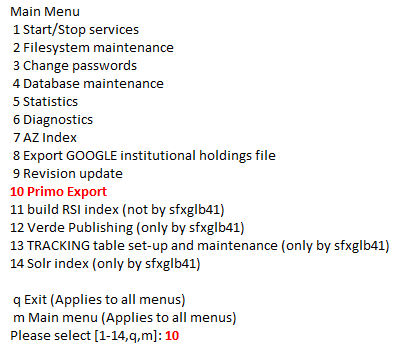 Main Menu
1 Start/Stop services
2 Filesystem maintenance
3 Change passwords
4 Database maintenance
5 Statistics
6 Diagnostics
7 AZ Index
8 Export GOOGLE institutional holdings file
9 Revision update
10 Primo Export
11 build RSI index (not by sfxglb41)
12 Verde Publishing (only by sfxglb41)
13 TRACKING table set-up and maintenance (only by sfxglb41)
14 Solr index (only by sfxglb41)
q Exit (Applies to all menus)
m Main menu (Applies to all menus)
Please select [1-14,q,m]: 10